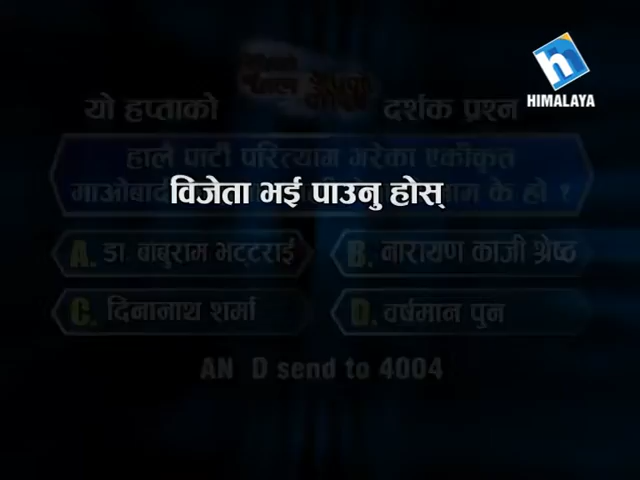 HIMALAYA
यो हप्ताको दर्शक प्रश्न
हालै पार्टी परित्याग गरेका एकीकृत
माओबादी
विजेता भई पाउनु होस्
नाम के हो ?
A. डा. बाबुराम भट्टराई
B. नारायण काजी श्रेष्ठ
C. दिनानाथ शर्मा
D. वर्षमान पुन
AN D send to 4004